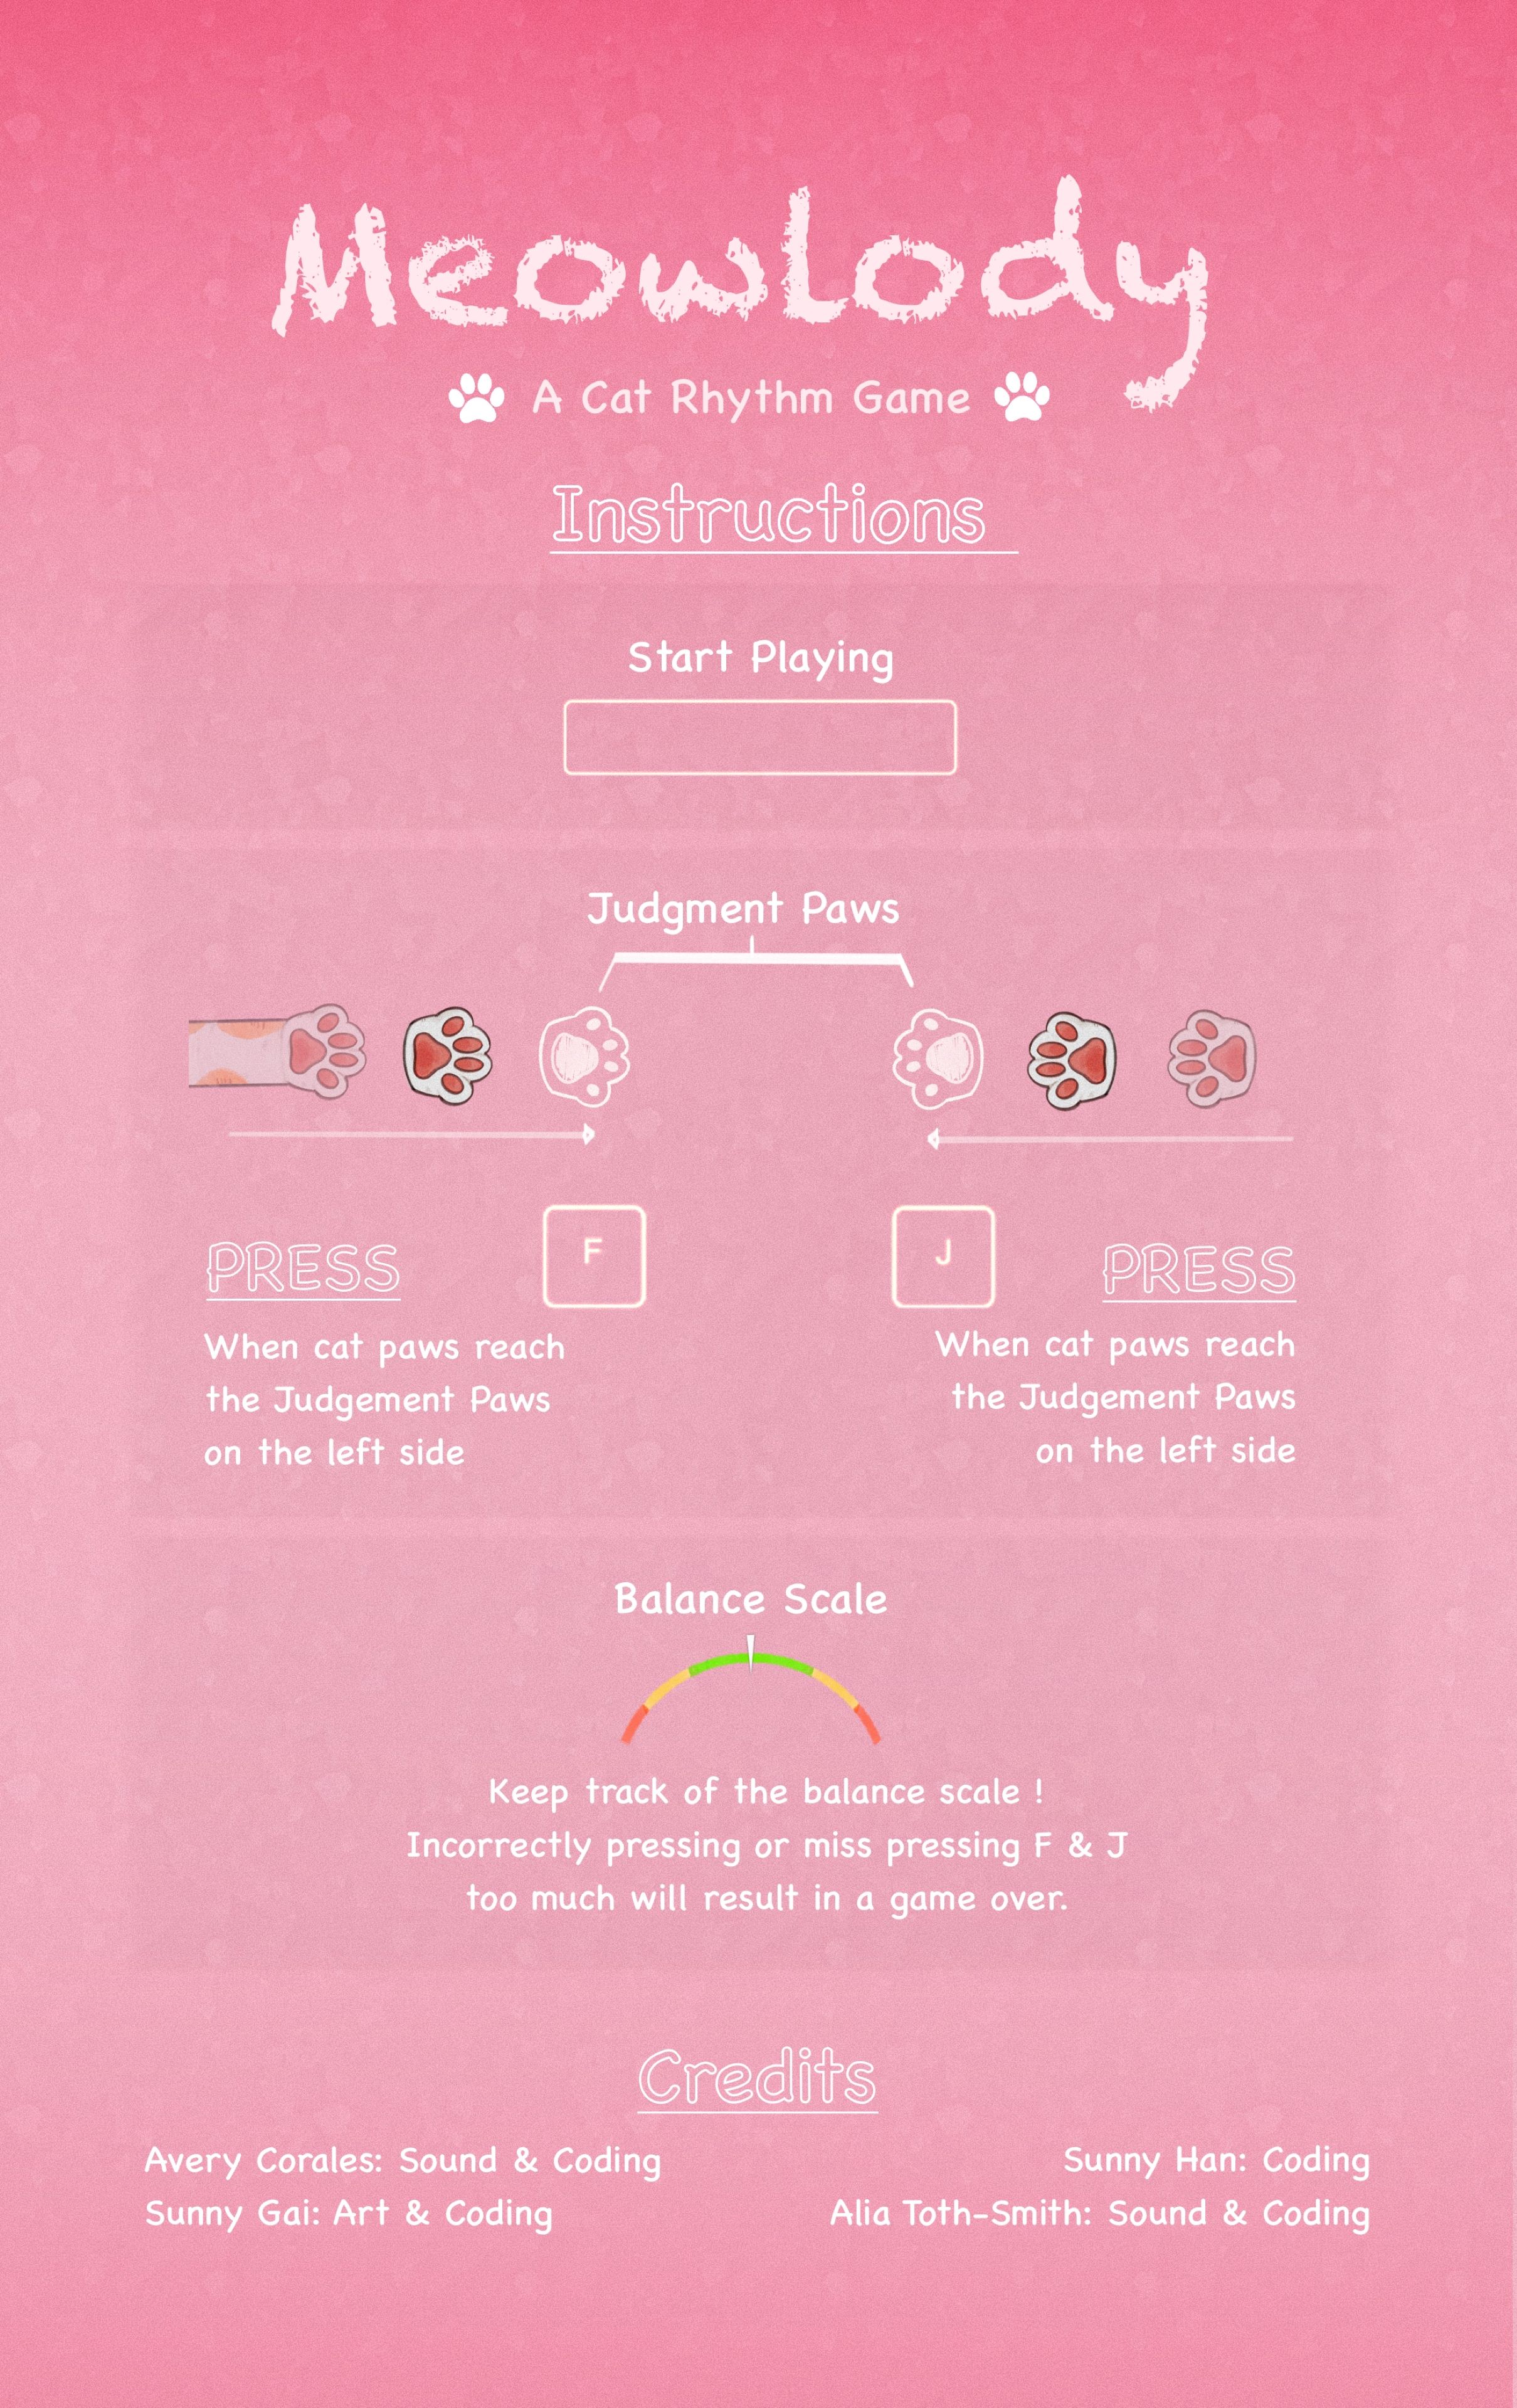 Meowlody
A Cat Rhythm Game
Instructions
Start Playing
Judgment Paws
F
J
PRESS
When cat paws reach
the Judgement Paws
on the left side
PRESS
When cat paws reach
the Judgement Paws
on the left side
Balance Scale
Keep track of the balance scale !
Incorrectly pressing or miss pressing F & J
too much will result in a game over.
Credits
Avery Corales: Sound & Coding
Sunny Gai: Art & Coding
Sunny Han: Coding
Alia Toth-Smith: Sound & Coding